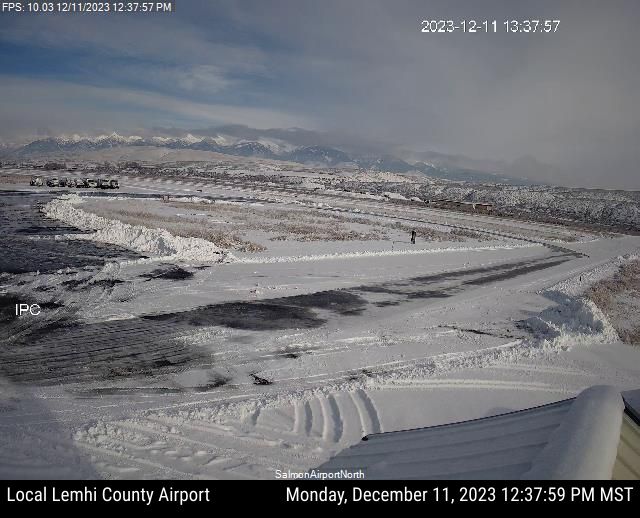 FPS: 10.03 12/11/2023 12:37:57 PM
2023-12-11 13:37:57
IPC
SalmonAirportNorth
Local Lemhi County Airport Monday, December 11, 2023 12:37:59 PM MST